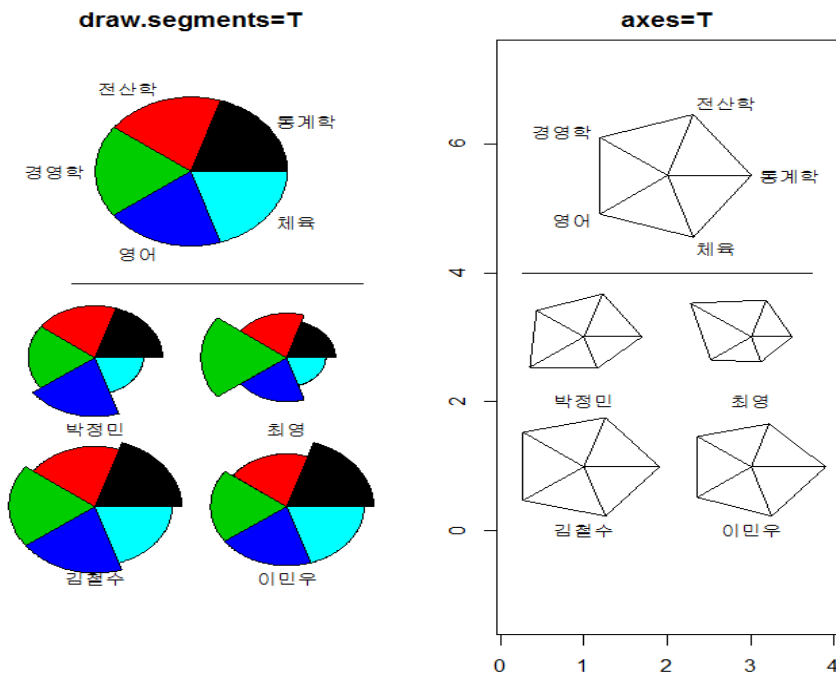 draw.segments=T
전산학
통계학
경영학
체육
영어
박정민
최영
김철수
이민우
axes=T
전산학
경영학
통계학
영어
체육
박정민
최영
김철수
이민우
6
4
2
0
0 1 2 3 4